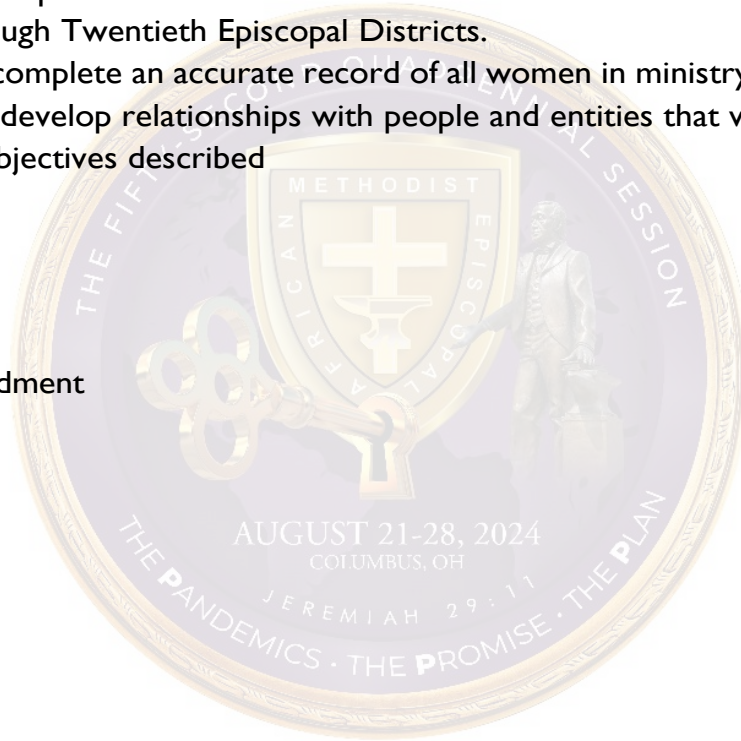 ugh Twentieth Episcopal Districts.
complete an accurate record of all women in ministry
develop relationships with people and entities that
bjectives described
THE FIFTY-SECOND QUADRENNIAL SESSION
METHODIST
AFRICAN
EPISCOPAL
dment
AUGUST 21-28, 2024
COLUMBUS, OH
JEREMIAH 29:11
THE PANDEMICS · THE PROMISE · THE PLAN